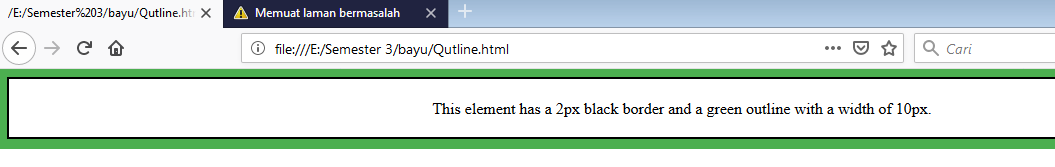 /E:/Semester%203/bayu/Qutline.ht
Memuat laman bermasalah
file:///E:/Semester 3/bayu/Qutline.html
Cari
This element has a 2px black border and a green outline with a width of 10px.